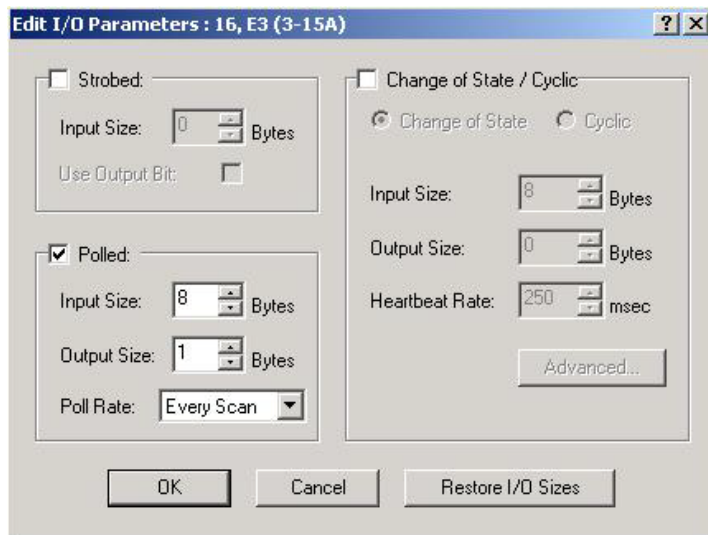 Edit I/O Parameters : 16, E3 (3-15A)
Strobed:
Input Size: 0 Bytes
Use Output Bit:
Polled:
Input Size: 8 Bytes
Output Size: 1 Bytes
Poll Rate: Every Scan
Change of State / Cyclic
Change of State Cyclic
Input Size: 8 Bytes
Output Size: 0 Bytes
Heartbeat Rate: 250 msec
Advanced...
OK Cancel Restore I/O Sizes